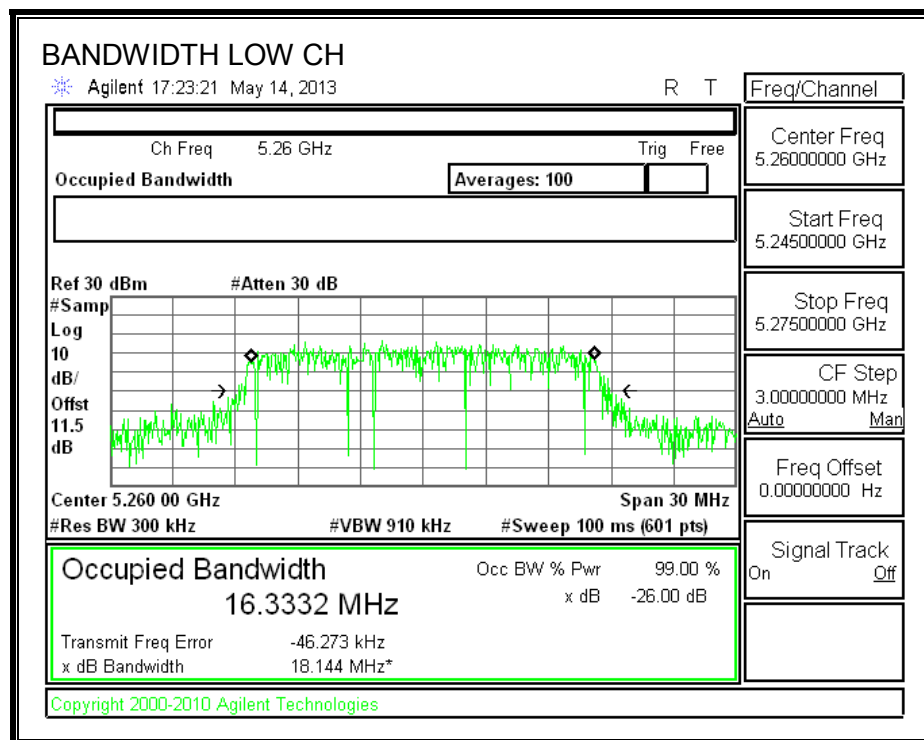 BANDWIDTH LOW CH
Agilent 17:23:21 May 14, 2013 R T
Ch Freq 5.26 GHz Trig Free
Occupied Bandwidth Averages: 100
Ref 30 dBm #Atten 30 dB
#Samp
Log
10
dB/
Offst
11.5
dB
Center 5.260 00 GHz Span 30 MHz
#Res BW 300 kHz #VBW 910 kHz #Sweep 100 ms (601 pts)
Occupied Bandwidth Occ BW % Pwr 99.00 %
16.3332 MHz x dB -26.00 dB
Transmit Freq Error -46.273 kHz
x dB Bandwidth 18.144 MHz*
Copyright 2000-2010 Agilent Technologies
Freq/Channel
Center Freq
5.26000000 GHz
Start Freq
5.24500000 GHz
Stop Freq
5.27500000 GHz
CF Step
3.00000000 MHz
Auto Man
Freq Offset
0.00000000 Hz
Signal Track
On Off